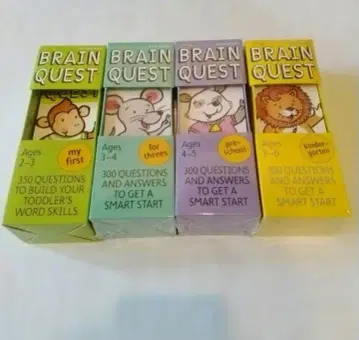 BRAIN
QUEST
Ages
2–3
my
first
350 QUESTIONS
TO BUILD YOUR
TODDLER'S
WORD SKILLS
BRAIN
QUEST
Ages
3–4
for
threes
300 QUESTIONS
AND ANSWERS
TO GET A
SMART START
BRAIN
QUEST
Ages
4–5
pre-
school
300 QUESTIONS
AND ANSWERS
TO GET A
SMART START
BRAIN
QUEST
Ages
kinder-
garten
300 QUESTIONS
AND ANSWERS
TO GET A
SMART START